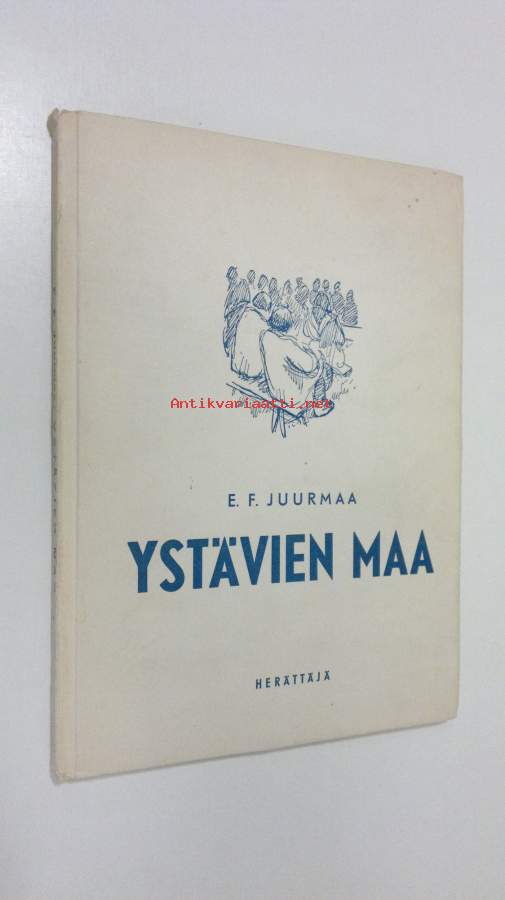 Antikvariaatti.net
E. F. JUURMAA
YSTÄVIEN MAA
HERÄTTÄJÄ